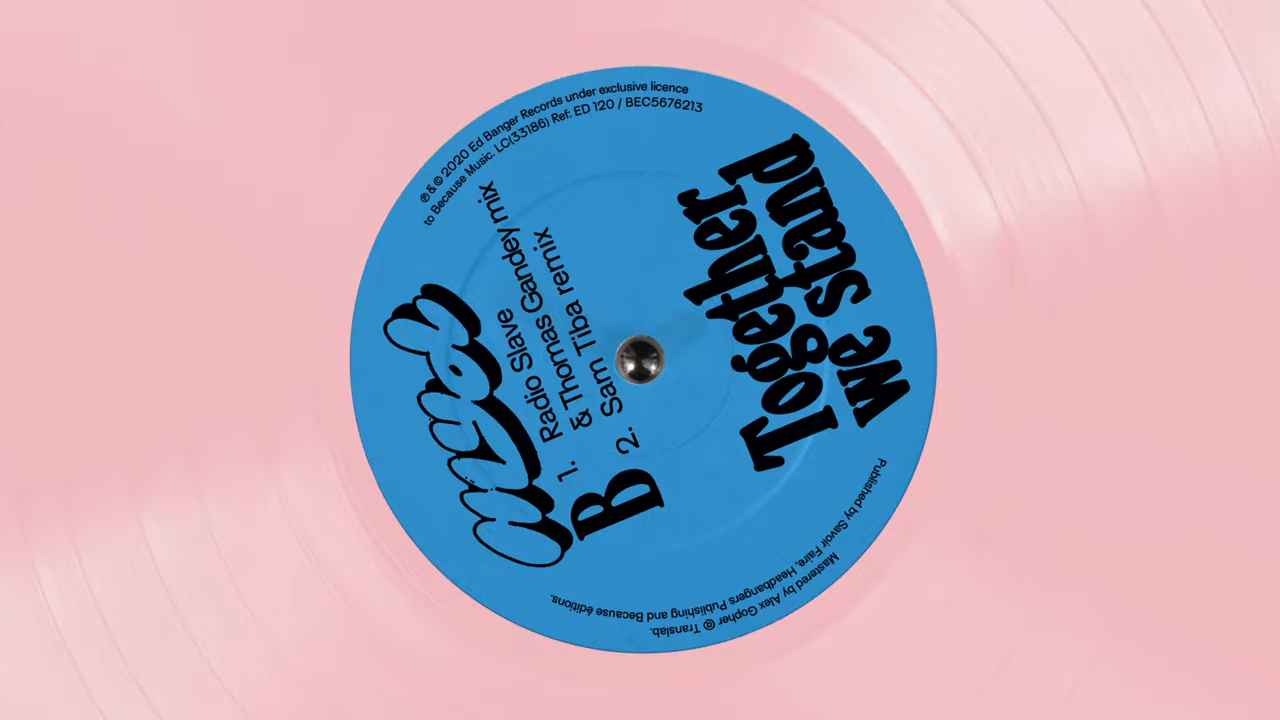 ℗ & © 2020 Ed Banger Records under exclusive licence
to Because Music. LC(33186) Ref: ED 120 / BEC5676213
B
1. Radio Slave
& Thomas Gandey mix
2. Sam Tiba remix
Together
we stand
Published by Savoir Faire, Headbangers Publishing and Because éditions.
Mastered by Alex Gopher @ Translab.